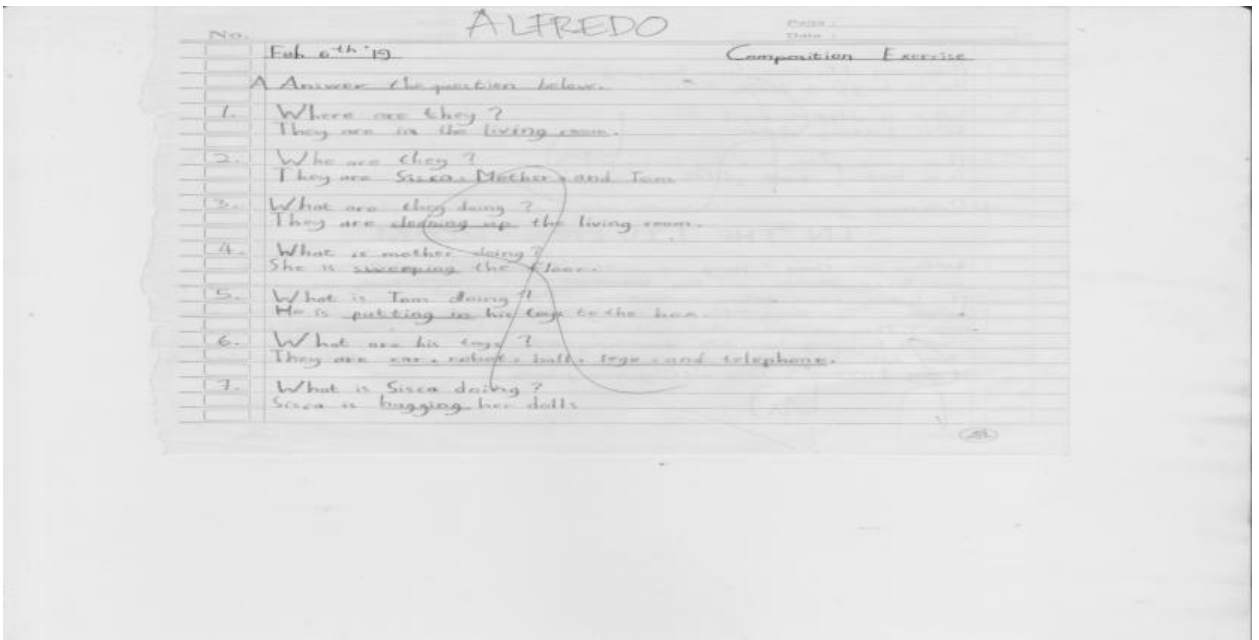 ALFREDO
No.
Date :
Feb 6th '19 Composition Exercise
A Answer the question below.
1. Where are they ?
They are in the living room.
2. Who are they ?
They are Sisca, Mother, and Tom
3. What are they doing ?
They are cleaning up the living room.
4. What is mother doing?
She is sweeping the floor.
5. What is Tom doing ?
He is putting in his toys to the box.
6. What are his toys ?
They are car, robot, ball, lego, and telephone.
7. What is Sisca doing ?
Sisca is hugging her dolls